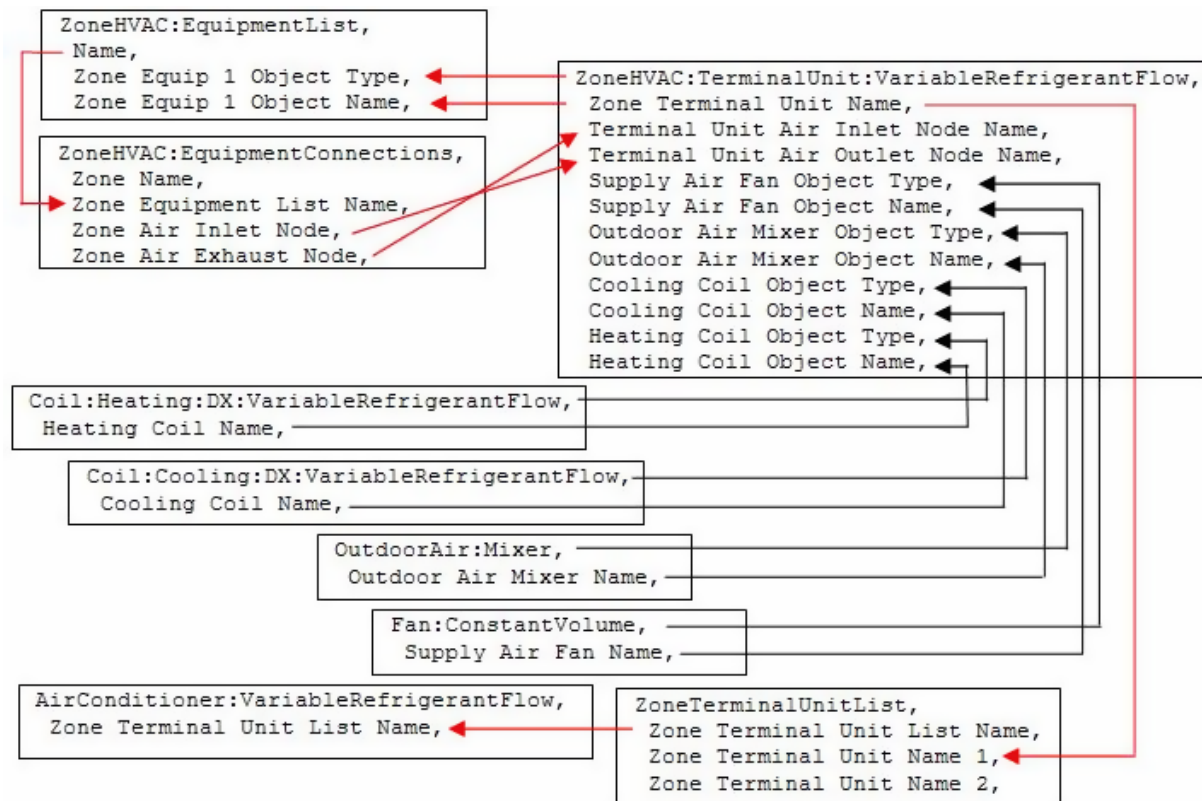 ZoneHVAC:EquipmentList,
Name,
Zone Equip 1 Object Type,
Zone Equip 1 Object Name,
ZoneHVAC:EquipmentConnections,
Zone Name,
Zone Equipment List Name,
Zone Air Inlet Node,
Zone Air Exhaust Node,
ZoneHVAC:TerminalUnit:VariableRefrigerantFlow,
Zone Terminal Unit Name,
Terminal Unit Air Inlet Node Name,
Terminal Unit Air Outlet Node Name,
Supply Air Fan Object Type,
Supply Air Fan Object Name,
Outdoor Air Mixer Object Type,
Outdoor Air Mixer Object Name,
Cooling Coil Object Type,
Cooling Coil Object Name,
Heating Coil Object Type,
Heating Coil Object Name,
Coil:Heating:DX:VariableRefrigerantFlow,
Heating Coil Name,
Coil:Cooling:DX:VariableRefrigerantFlow,
Cooling Coil Name,
OutdoorAir:Mixer,
Outdoor Air Mixer Name,
Fan:ConstantVolume,
Supply Air Fan Name,
AirConditioner:VariableRefrigerantFlow,
Zone Terminal Unit List Name,
ZoneTerminalUnitList,
Zone Terminal Unit List Name,
Zone Terminal Unit Name 1,
Zone Terminal Unit Name 2,